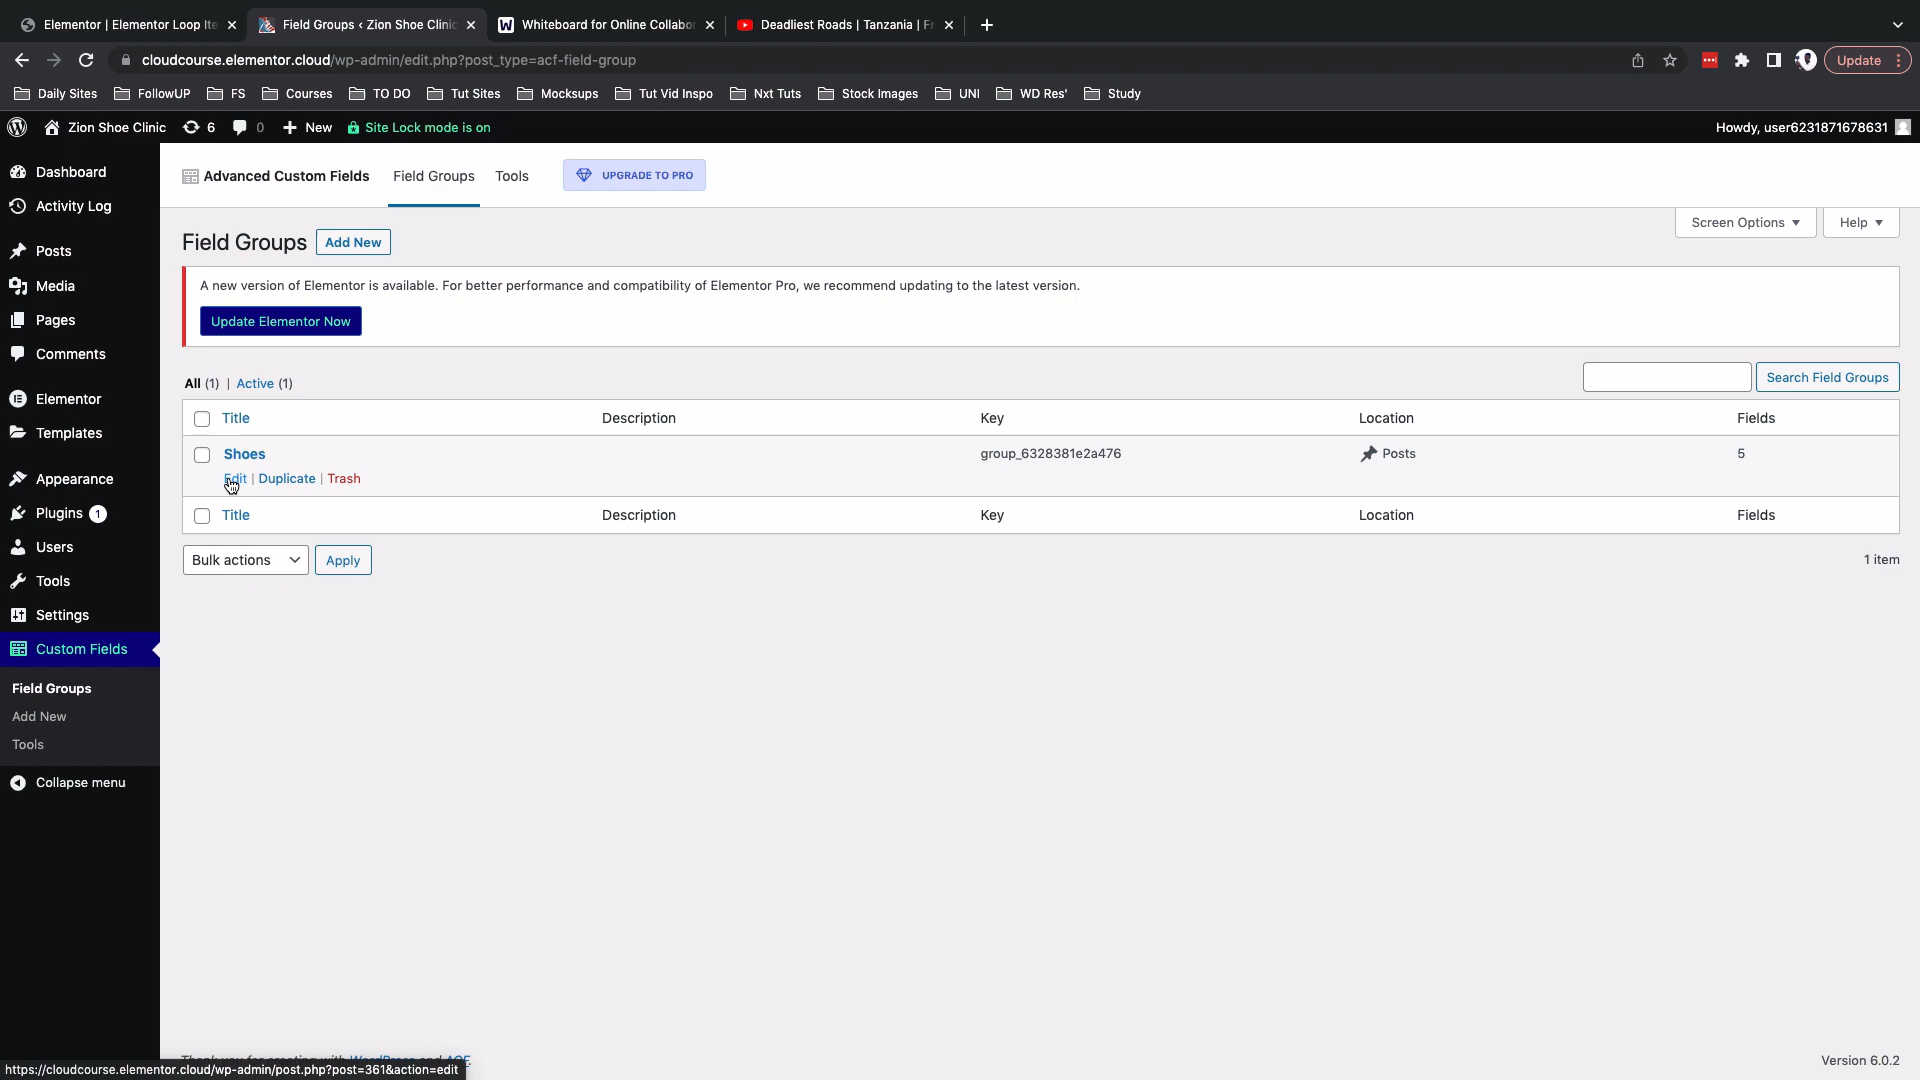 Elementor | Elementor Loop Ite
Field Groups ‹ Zion Shoe Clinic
Whiteboard for Online Collabor
Deadliest Roads | Tanzania | F
cloudcourse.elementor.cloud/wp-admin/edit.php?post_type=acf-field-group
Update
Daily Sites FollowUP FS Courses TO DO Tut Sites Mocksups Tut Vid Inspo Nxt Tuts Stock Images UNI WD Res' Study
Zion Shoe Clinic 6 0 New Site Lock mode is on
Howdy, user6231871678631
Dashboard
Activity Log
Posts
Media
Pages
Comments
Elementor
Templates
Appearance
Plugins 1
Users
Tools
Settings
Custom Fields
Field Groups
Add New
Tools
Collapse menu
Advanced Custom Fields Field Groups Tools UPGRADE TO PRO
Screen Options Help
Field Groups Add New
A new version of Elementor is available. For better performance and compatibility of Elementor Pro, we recommend updating to the latest version.
Update Elementor Now
All (1) | Active (1)
Search Field Groups
Title Description Key Location Fields
Shoes group_6328381e2a476 Posts 5
Edit | Duplicate | Trash
Title Description Key Location Fields
Bulk actions Apply
1 item
Thank you for creating with WordPress and ACF.
Version 6.0.2
https://cloudcourse.elementor.cloud/wp-admin/post.php?post=361&action=edit